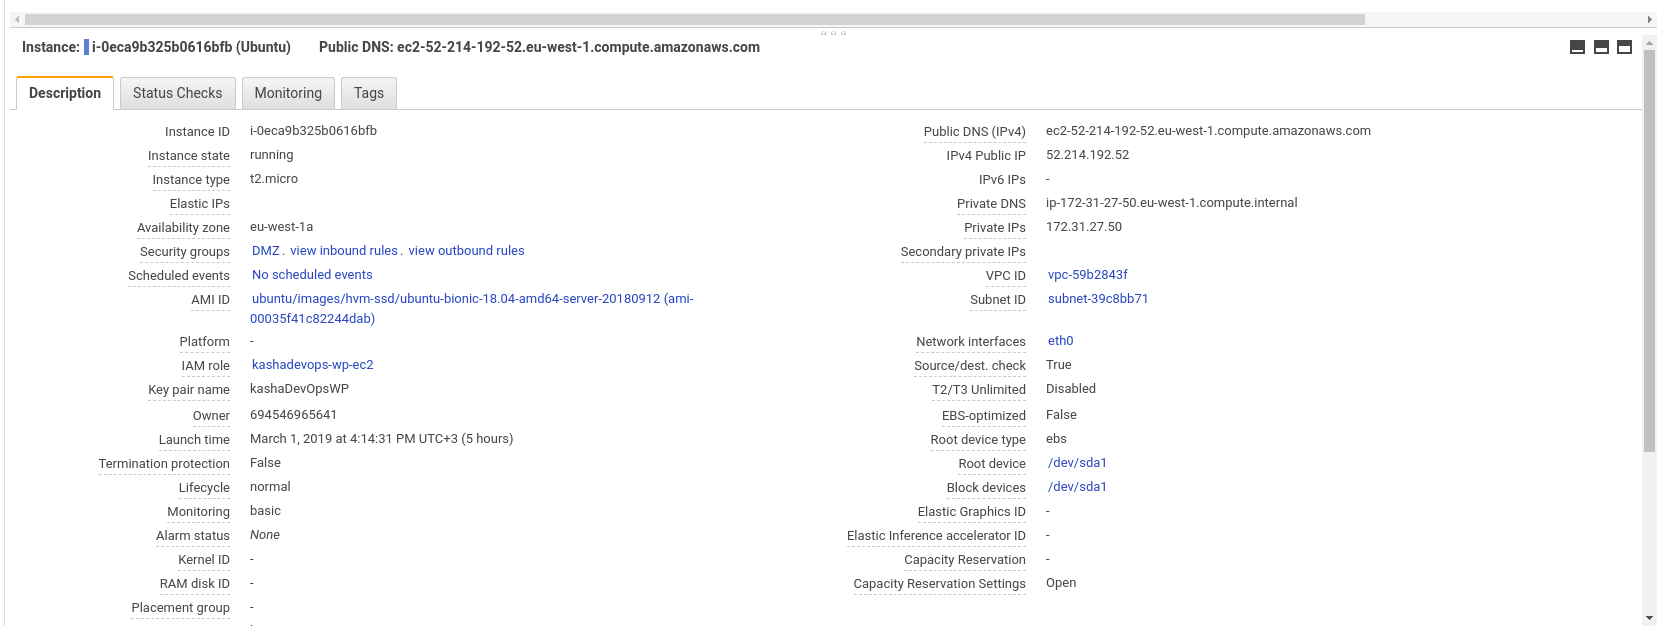 Instance: i-0eca9b325b0616bfb (Ubuntu) Public DNS: ec2-52-214-192-52.eu-west-1.compute.amazonaws.com
Description Status Checks Monitoring Tags
Instance ID i-0eca9b325b0616bfb
Instance state running
Instance type t2.micro
Elastic IPs
Availability zone eu-west-1a
Security groups DMZ . view inbound rules . view outbound rules
Scheduled events No scheduled events
AMI ID ubuntu/images/hvm-ssd/ubuntu-bionic-18.04-amd64-server-20180912 (ami-
00035f41c82244dab)
Platform -
IAM role kashadevops-wp-ec2
Key pair name kashaDevOpsWP
Owner 694546965641
Launch time March 1, 2019 at 4:14:31 PM UTC+3 (5 hours)
Termination protection False
Lifecycle normal
Monitoring basic
Alarm status None
Kernel ID -
RAM disk ID -
Placement group -
Public DNS (IPv4) ec2-52-214-192-52.eu-west-1.compute.amazonaws.com
IPv4 Public IP 52.214.192.52
IPv6 IPs -
Private DNS ip-172-31-27-50.eu-west-1.compute.internal
Private IPs 172.31.27.50
Secondary private IPs
VPC ID vpc-59b2843f
Subnet ID subnet-39c8bb71
Network interfaces eth0
Source/dest. check True
T2/T3 Unlimited Disabled
EBS-optimized False
Root device type ebs
Root device /dev/sda1
Block devices /dev/sda1
Elastic Graphics ID -
Elastic Inference accelerator ID -
Capacity Reservation -
Capacity Reservation Settings Open